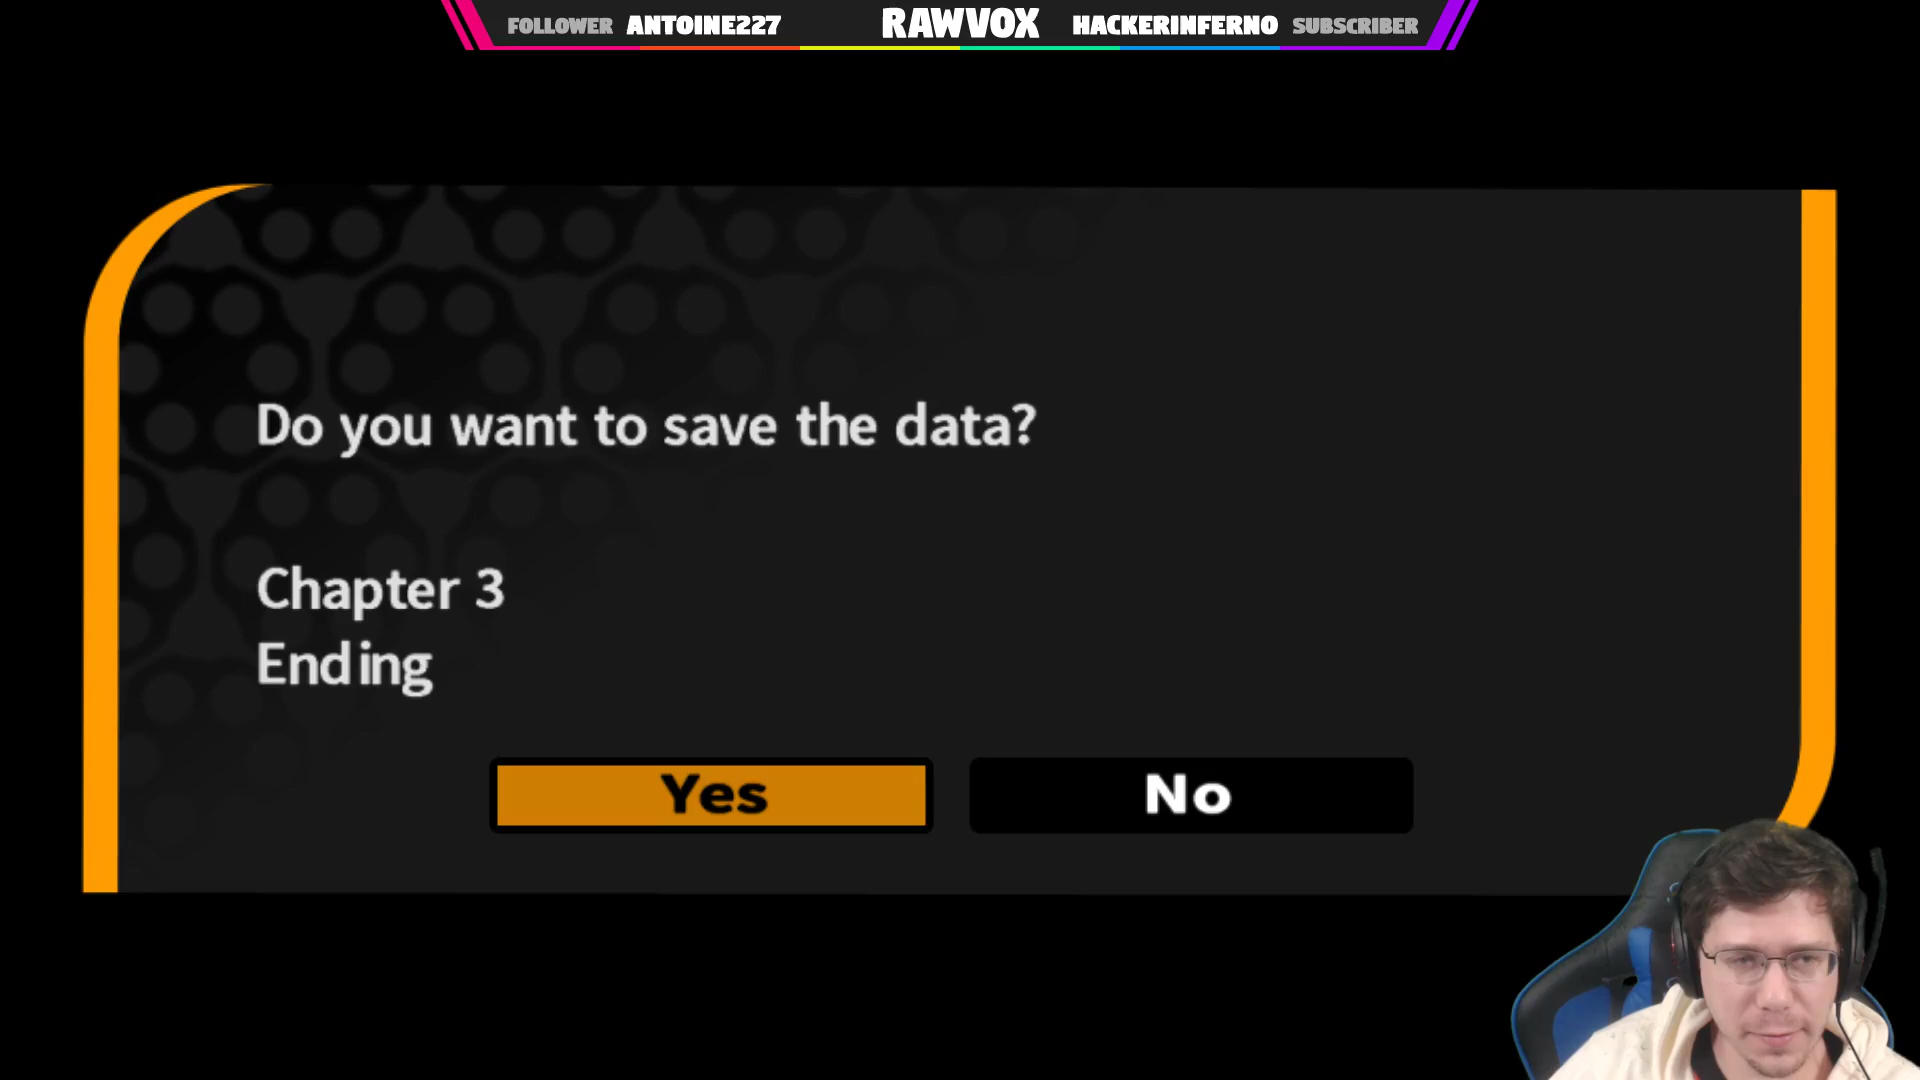 FOLLOWER ANTOINE227 RAWVOX HACKERINFERNO SUBSCRIBER
Do you want to save the data?
Chapter 3
Ending
Yes No